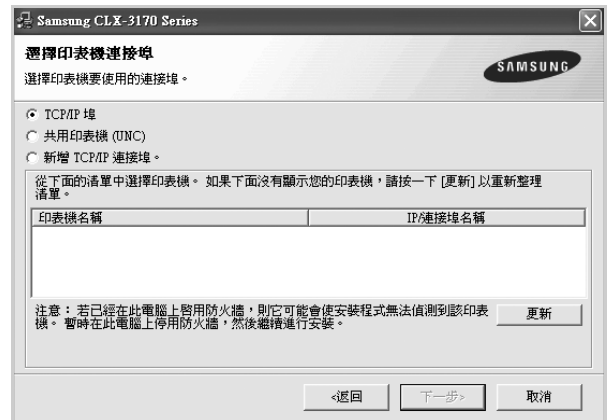 Samsung CLX-3170 Series
選擇印表機連接埠
選擇印表機要使用的連接埠。
SAMSUNG
TCP/IP 埠
共用印表機 (UNC)
新增 TCP/IP 連接埠。
從下面的清單中選擇印表機。如果下面沒有顯示您的印表機，請按一下 [更新] 以重新整理
清單。
印表機名稱 IP/連接埠名稱
注意：若已經在此電腦上啓用防火牆，則它可能會使安裝程式無法偵測到該印表
機。暫時在此電腦上停用防火牆，然後繼續進行安裝。
更新
<返回 下一步> 取消